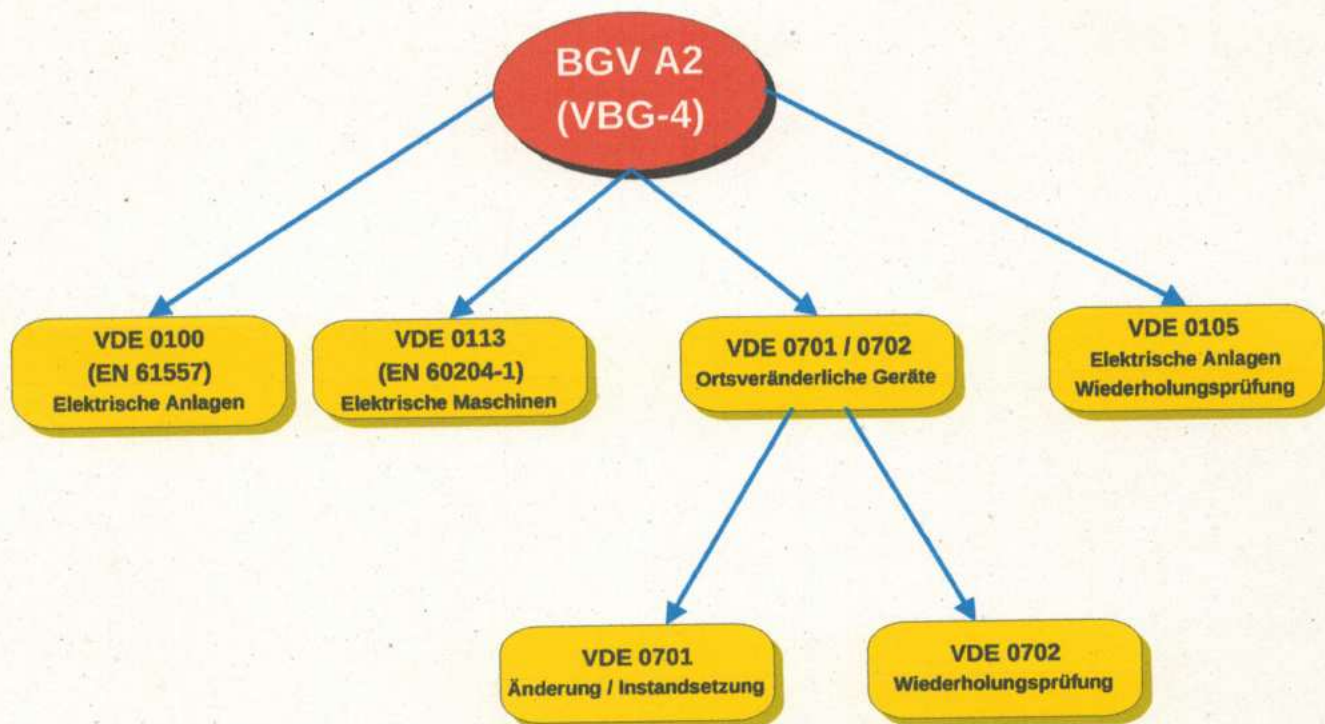 BGV A2
(VBG-4)
VDE 0100
(EN 61557)
Elektrische Anlagen
VDE 0113
(EN 60204-1)
Elektrische Maschinen
VDE 0701 / 0702
Ortsveränderliche Geräte
VDE 0105
Elektrische Anlagen
Wiederholungsprüfung
VDE 0701
Änderung / Instandsetzung
VDE 0702
Wiederholungsprüfung